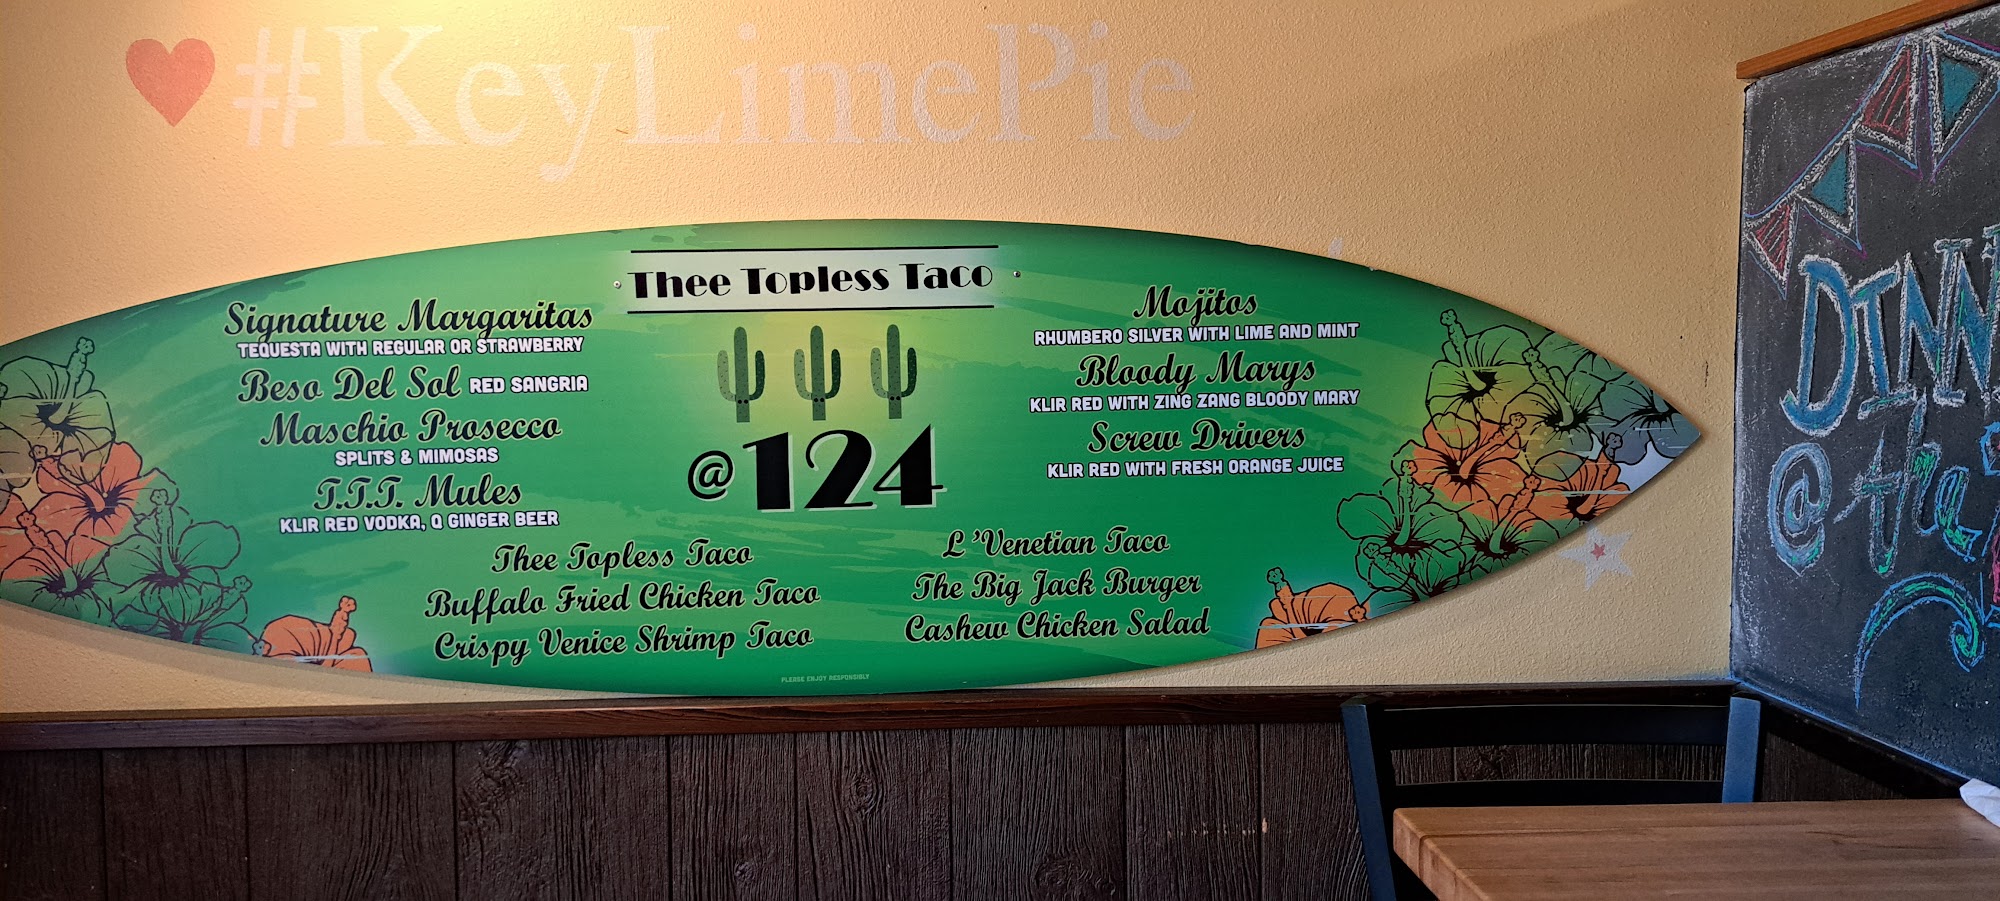 #KeyLimePie
Thee Topless Taco
@124
Signature Margaritas
TEQUESTA WITH REGULAR OR STRAWBERRY
Beso Del Sol RED SANGRIA
Maschio Prosecco
SPLITS & MIMOSAS
T.T.T. Mules
KLIR RED VODKA, Q GINGER BEER
Mojitos
RHUMBERO SILVER WITH LIME AND MINT
Bloody Marys
KLIR RED WITH ZING ZANG BLOODY MARY
Screw Drivers
KLIR RED WITH FRESH ORANGE JUICE
Thee Topless Taco
Buffalo Fried Chicken Taco
Crispy Venice Shrimp Taco
L'Venetian Taco
The Big Jack Burger
Cashew Chicken Salad
PLEASE ENJOY RESPONSIBLY
DINN
@ the